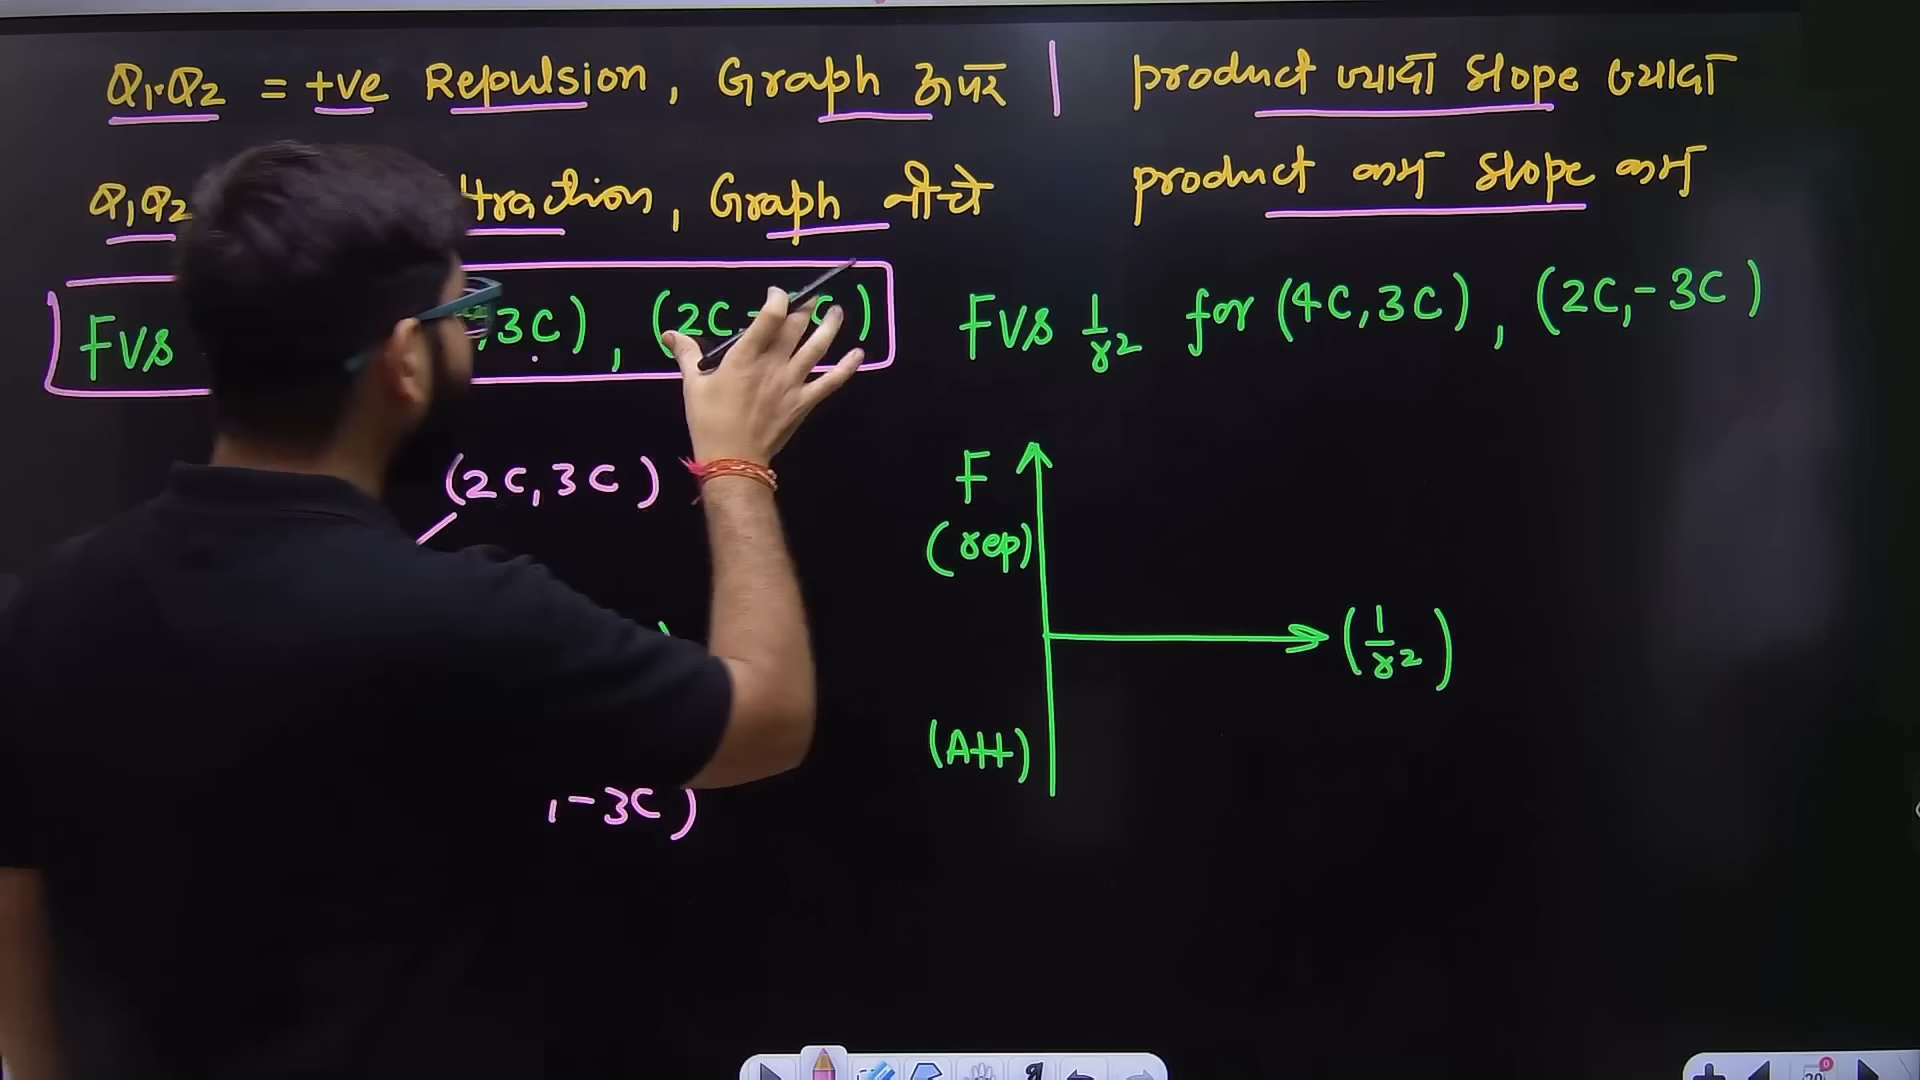 Q₁·Q₂ = +ve Repulsion, Graph ऊपर | product ज्यादा slope ज्यादा
Q₁Q₂ ttraction, Graph नीचे product कम slope कम
FVS ,3C), (2C,
FVS 1/r² for (4C,3C), (2C,-3C)
(2C,3C)
F
(rep)
(1/r²)
(Att)
,-3C)